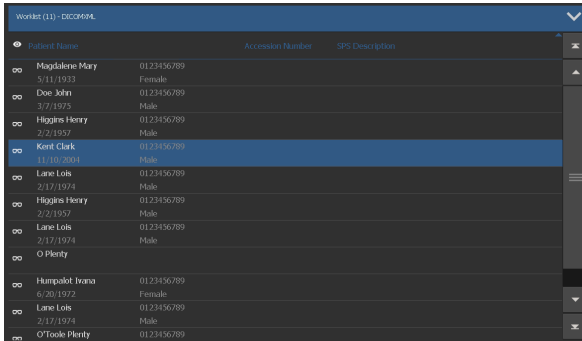 Worklist (11) - DICOMXML
Patient Name Accession Number SPS Description
Magdalene Mary 0123456789
5/11/1933 Female
Doe John 0123456789
3/7/1975 Male
Higgins Henry 0123456789
2/2/1957 Male
Kent Clark 0123456789
11/10/2004 Male
Lane Lois 0123456789
2/17/1974 Male
Higgins Henry 0123456789
2/2/1957 Male
Lane Lois 0123456789
2/17/1974 Male
O Plenty
Humpalot Ivana 0123456789
6/20/1972 Female
Lane Lois 0123456789
2/17/1974 Male
O'Toole Plenty 0123456789